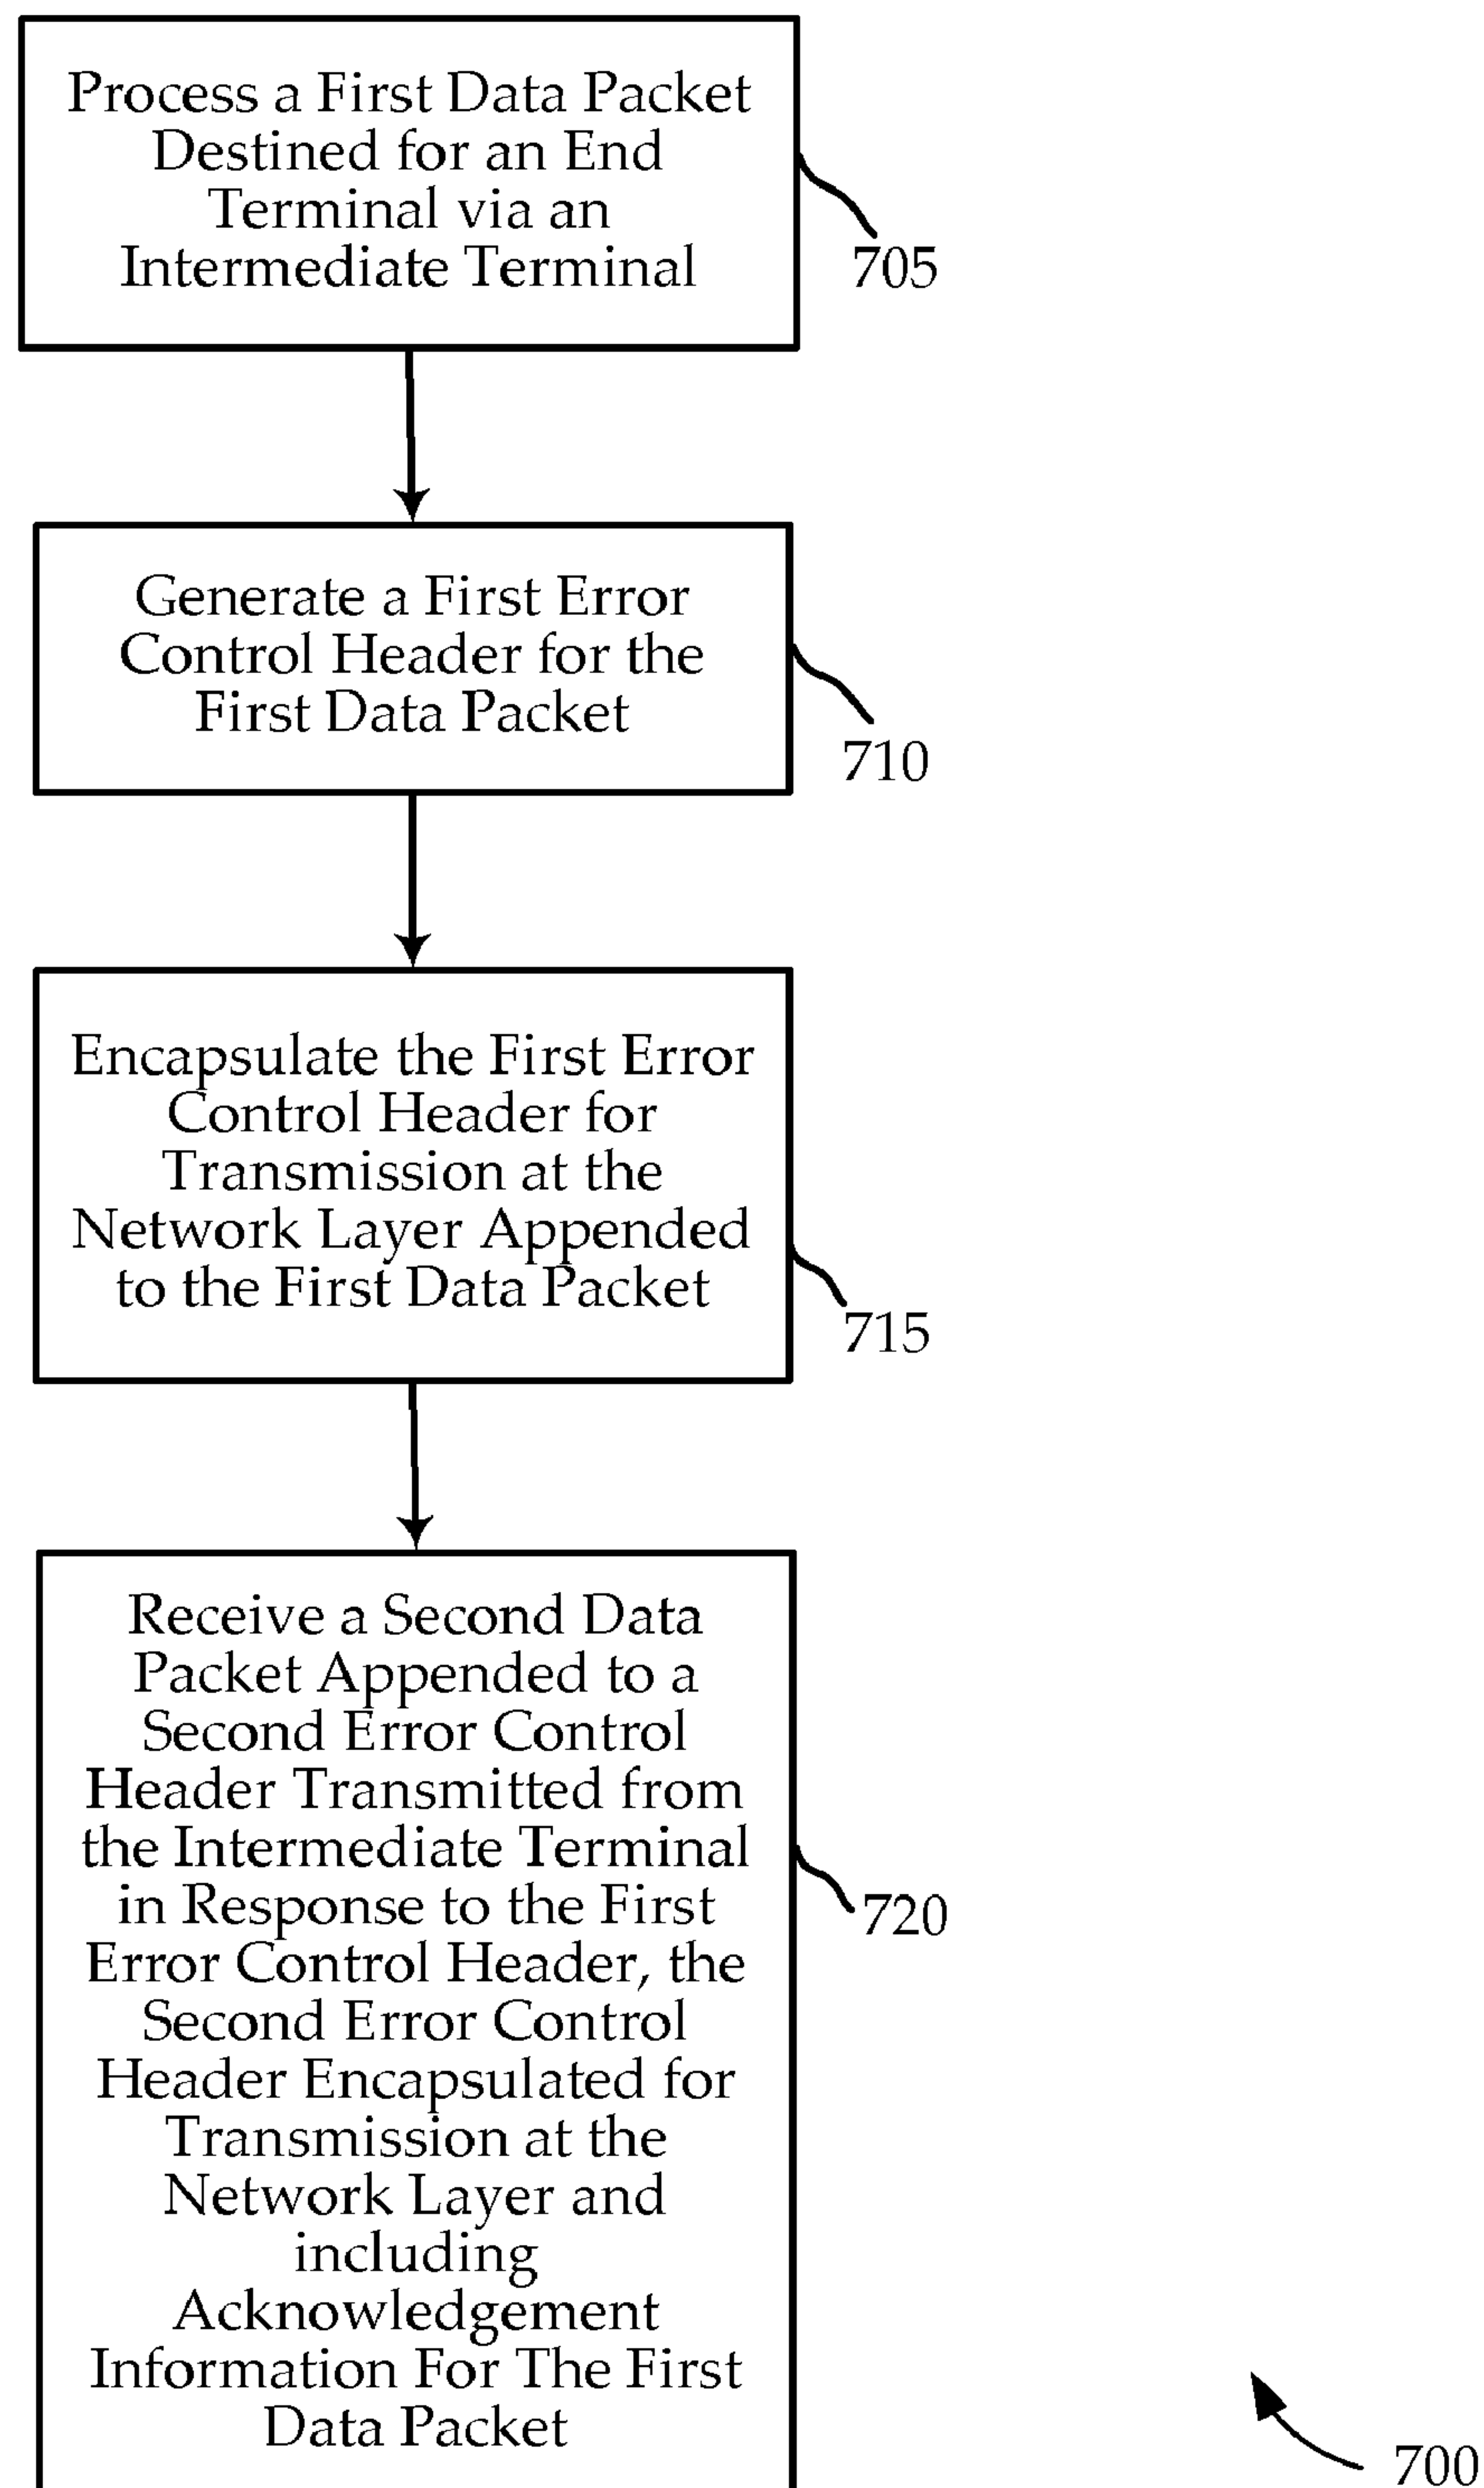 Process a First Data Packet
Destined for an End
Terminal via an
Intermediate Terminal
705
Generate a First Error
Control Header for the
First Data Packet
710
Encapsulate the First Error
Control Header for
Transmission at the
Network Layer Appended
to the First Data Packet
715
Receive a Second Data
Packet Appended to a
Second Error Control
Header Transmitted from
the Intermediate Terminal
in Response to the First
Error Control Header, the
Second Error Control
Header Encapsulated for
Transmission at the
Network Layer and
including
Acknowledgement
Information For The First
Data Packet
720
700